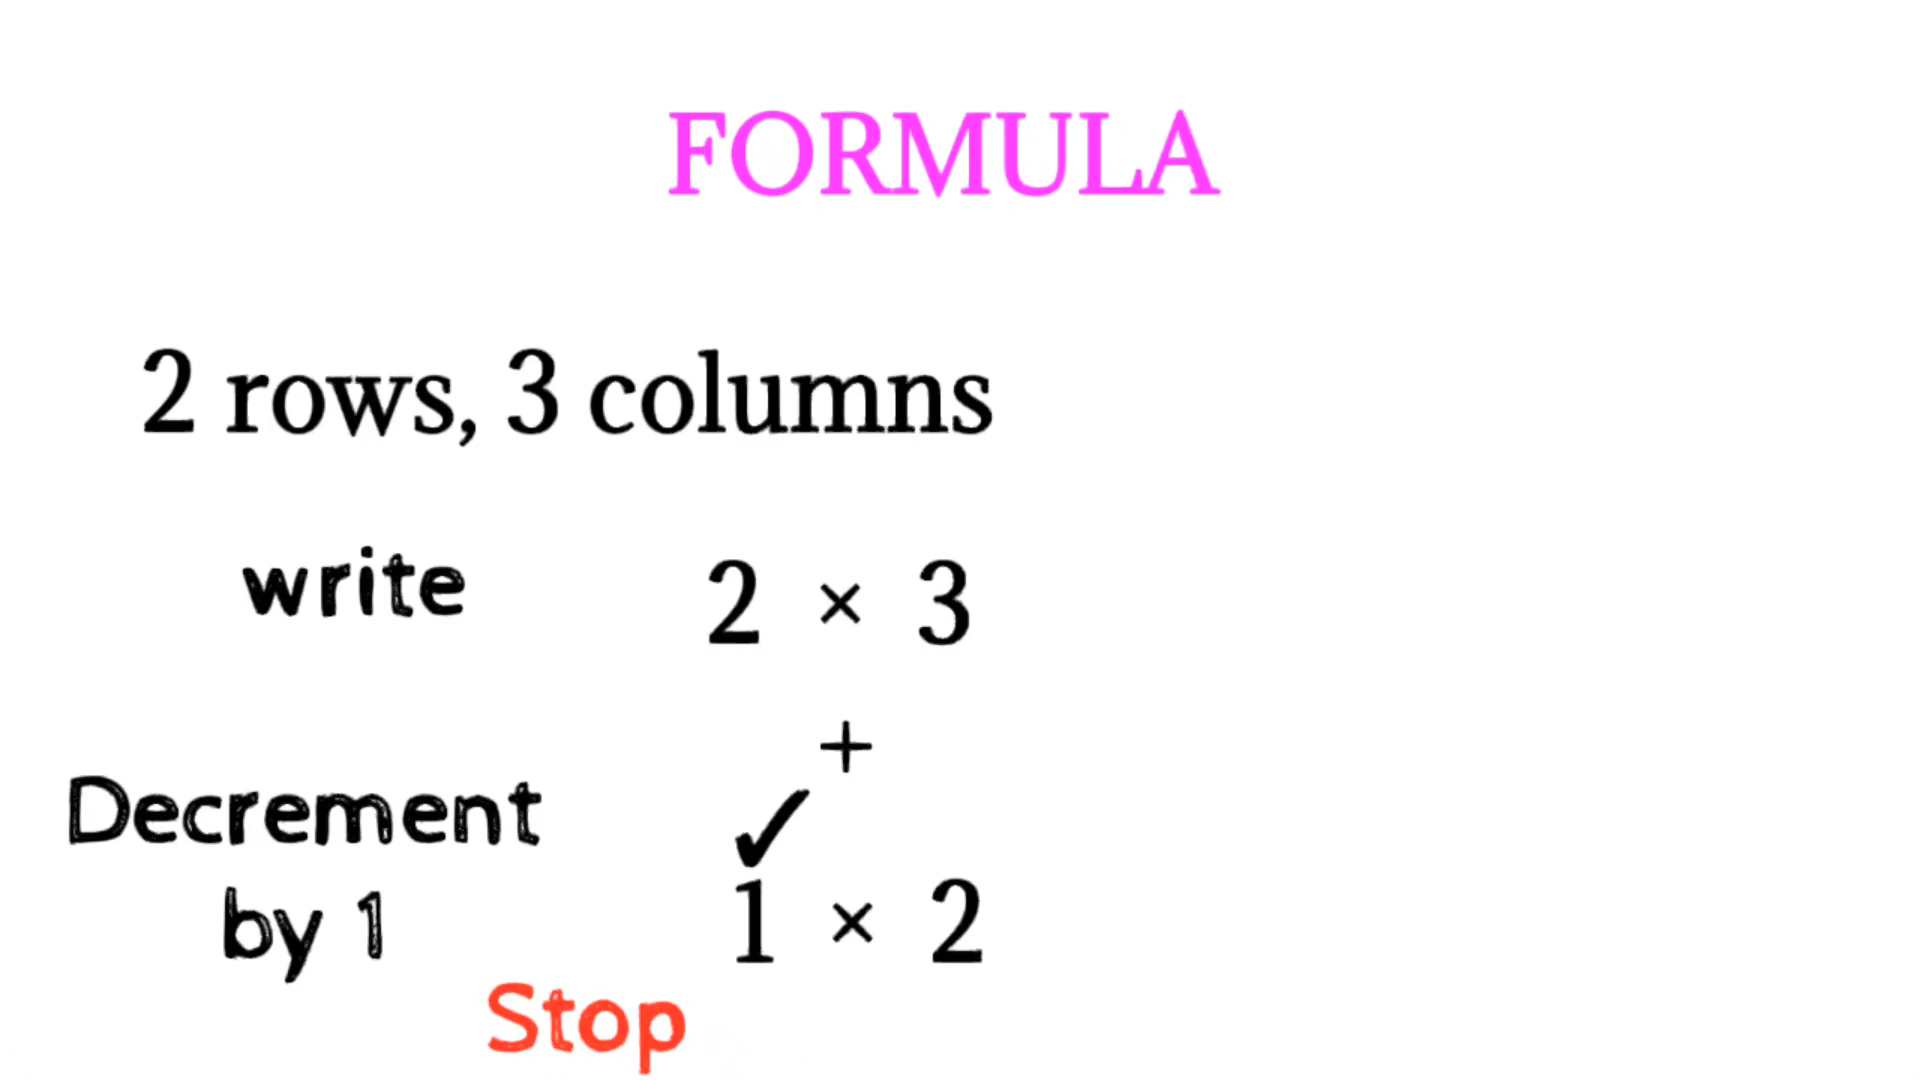 FORMULA
2 rows, 3 columns
write 2 × 3
+
Decrement
✓
by 1 1 × 2
Stop